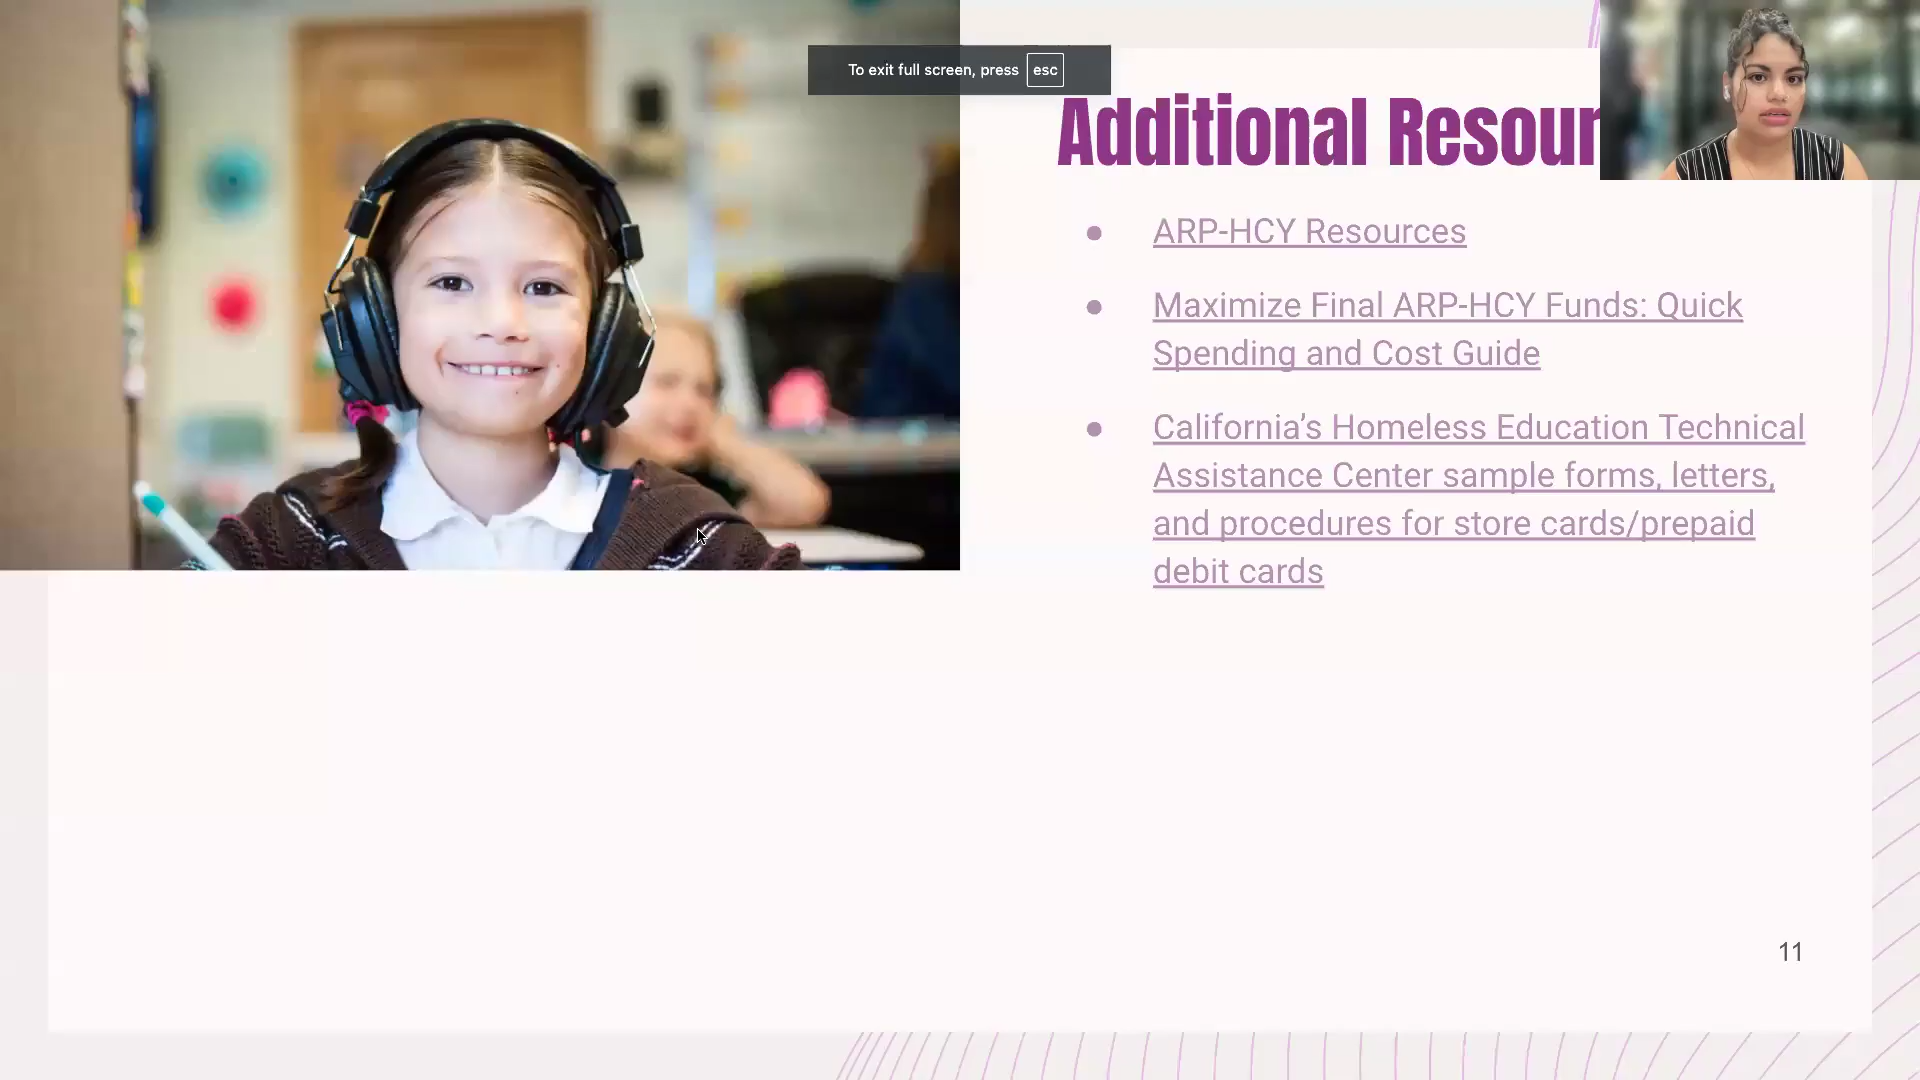 To exit full screen, press esc
Additional Resour
● ARP-HCY Resources
● Maximize Final ARP-HCY Funds: Quick
Spending and Cost Guide
● California’s Homeless Education Technical
Assistance Center sample forms, letters,
and procedures for store cards/prepaid
debit cards
11